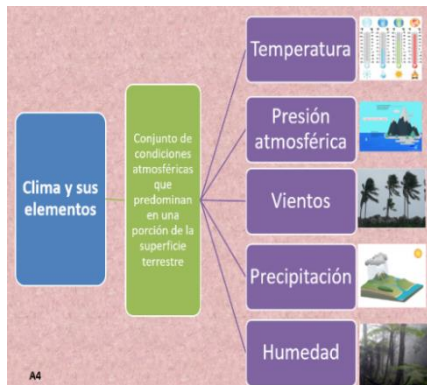 Clima y sus
elementos
Conjunto de
condiciones
atmosféricas
que
predominan
en una
porción de la
superficie
terrestre
Temperatura
Presión
atmosférica
Vientos
Precipitación
Humedad
A4